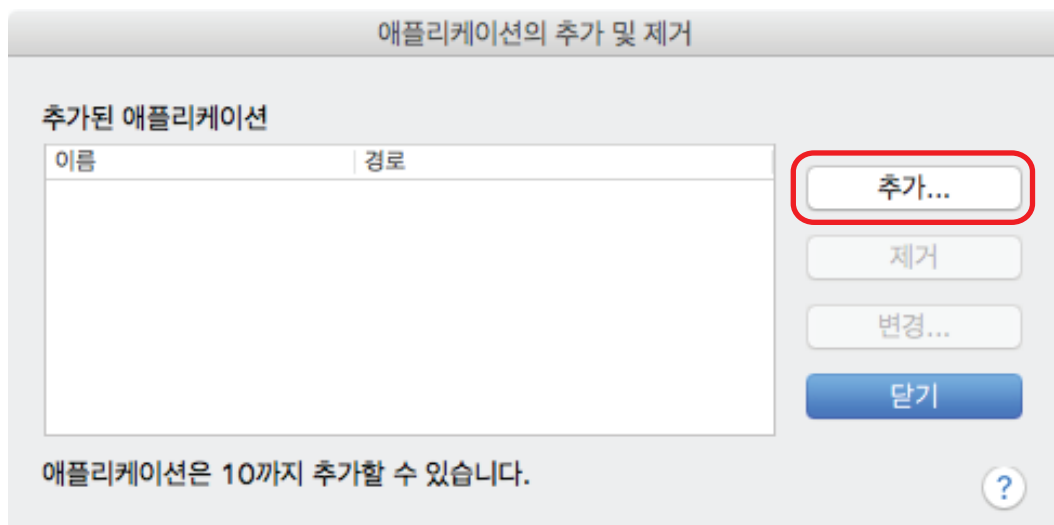 애플리케이션의 추가 및 제거
추가된 애플리케이션
이름 경로
추가...
제거
변경...
닫기
애플리케이션은 10까지 추가할 수 있습니다.
?